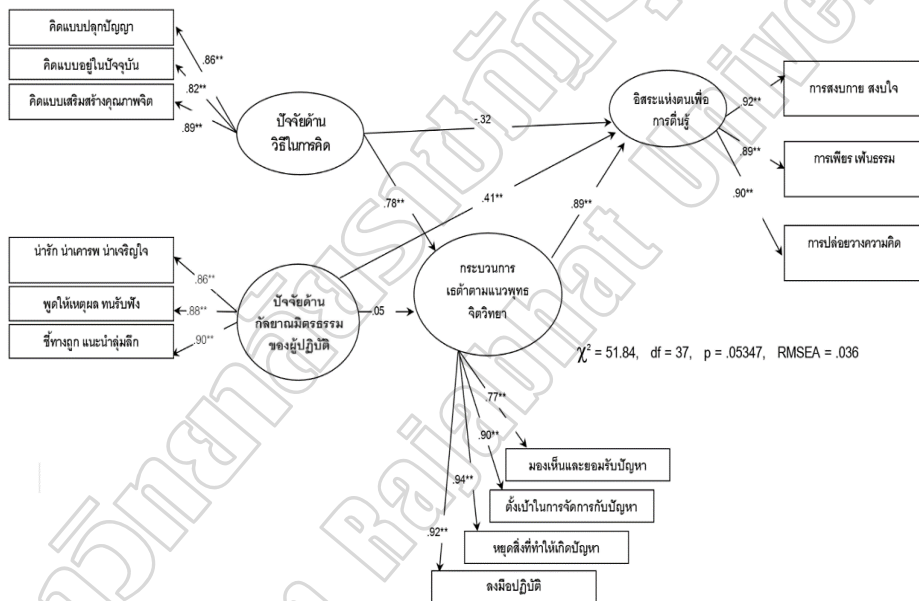 คิดแบบปลุกปัญญา
คิดแบบอยู่ในปัจจุบัน
คิดแบบเสริมสร้างคุณภาพจิต
.86**
.82**
.89**
ปัจจัยด้าน
วิธีในการคิด
-.32
.78**
อิสระแห่งตนเพื่อ
การตื่นรู้
.92**
.89**
.90**
การสงบกาย สงบใจ
การเพียร เฟ้นธรรม
การปล่อยวางความคิด
น่ารัก น่าเคารพ น่าเจริญใจ
พูดให้เหตุผล ทนรับฟัง
ชี้ทางถูก แนะนำลุ่มลึก
.86**
.88**
.90**
ปัจจัยด้าน
กัลยาณมิตรธรรม
ของผู้ปฏิบัติ
.41**
.05
.89**
กระบวนการ
เธต้าตามแนวพุทธ
จิตวิทยา
χ² = 51.84, df = 37, p = .05347, RMSEA = .036
.77**
.90**
.94**
.92**
มองเห็นและยอมรับปัญหา
ตั้งเป้าในการจัดการกับปัญหา
หยุดสิ่งที่ทำให้เกิดปัญหา
ลงมือปฏิบัติ